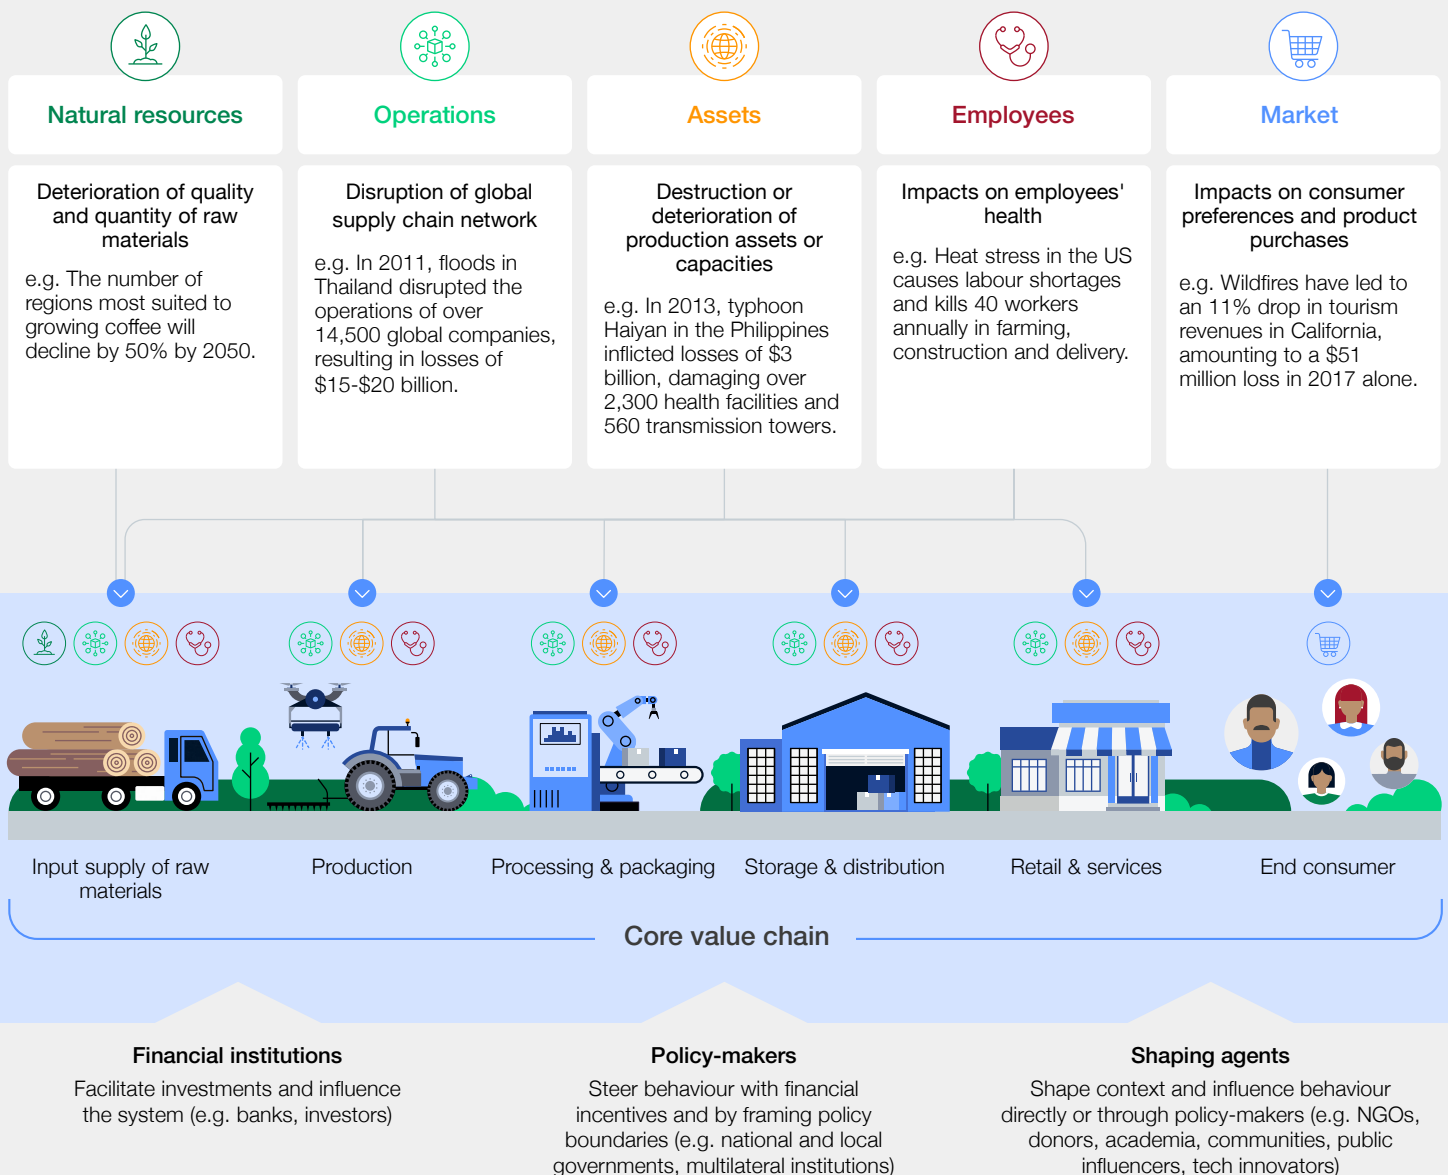 Natural resources
Operations
Assets
Employees
Market
Deterioration of quality
and quantity of raw
materials
e.g. The number of
regions most suited to
growing coffee will
decline by 50% by 2050.
Disruption of global
supply chain network
e.g. In 2011, floods in
Thailand disrupted the
operations of over
14,500 global companies,
resulting in losses of
$15-$20 billion.
Destruction or
deterioration of
production assets or
capacities
e.g. In 2013, typhoon
Haiyan in the Philippines
inflicted losses of $3
billion, damaging over
2,300 health facilities and
560 transmission towers.
Impacts on employees'
health
e.g. Heat stress in the US
causes labour shortages
and kills 40 workers
annually in farming,
construction and delivery.
Impacts on consumer
preferences and product
purchases
e.g. Wildfires have led to
an 11% drop in tourism
revenues in California,
amounting to a $51
million loss in 2017 alone.
Input supply of raw
materials
Production
Processing & packaging
Storage & distribution
Retail & services
End consumer
Core value chain
Financial institutions
Facilitate investments and influence
the system (e.g. banks, investors)
Policy-makers
Steer behaviour with financial
incentives and by framing policy
boundaries (e.g. national and local
governments, multilateral institutions)
Shaping agents
Shape context and influence behaviour
directly or through policy-makers (e.g. NGOs,
donors, academia, communities, public
influencers, tech innovators)